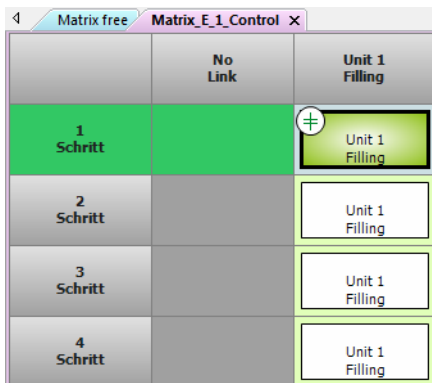 Matrix free
Matrix_E_1_Control
No
Link
Unit 1
Filling
1
Schritt
Unit 1
Filling
2
Schritt
Unit 1
Filling
3
Schritt
Unit 1
Filling
4
Schritt
Unit 1
Filling